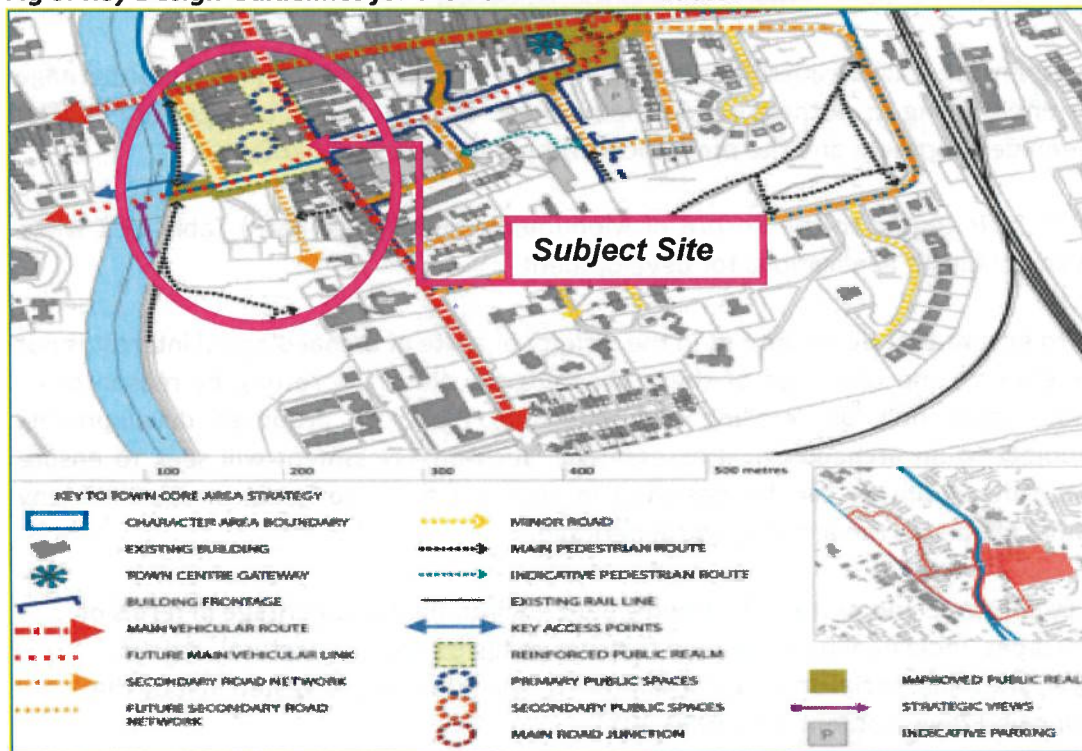 Subject Site
P
100 200 300 400 500 metres
KEY TO TOWN CORE AREA STRATEGY
CHARACTER AREA BOUNDARY
EXISTING BUILDING
TOWN CENTRE GATEWAY
BUILDING FRONTAGE
MAIN VEHICULAR ROUTE
FUTURE MAIN VEHICULAR LINK
SECONDARY ROAD NETWORK
FUTURE SECONDARY ROAD
NETWORK
MINOR ROAD
MAIN PEDESTRIAN ROUTE
INDICATIVE PEDESTRIAN ROUTE
EXISTING RAIL LINE
KEY ACCESS POINTS
REINFORCED PUBLIC REALM
PRIMARY PUBLIC SPACES
SECONDARY PUBLIC SPACES
MAIN ROAD JUNCTION
IMPROVED PUBLIC REAL
STRATEGIC VIEWS
P
INDICATIVE PARKING